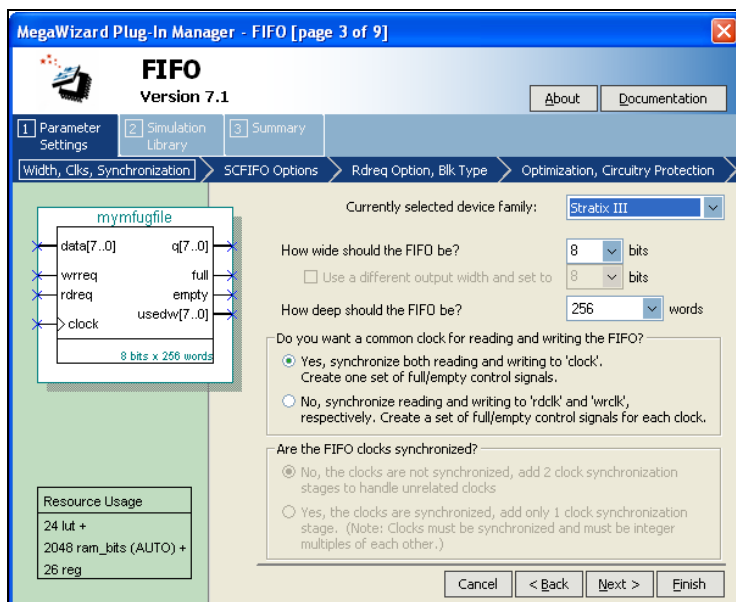 MegaWizard Plug-In Manager - FIFO [page 3 of 9]
FIFO
Version 7.1
About
Documentation
1 Parameter Settings
2 Simulation Library
3 Summary
Width, Clks, Synchronization
SCFIFO Options
Rdreq Option, Blk Type
Optimization, Circuitry Protection
mymfugfile
data[7..0] q[7..0]
wrreq full
rdreq empty
usedw[7..0]
clock
8 bits x 256 words
Resource Usage
24 lut +
2048 ram_bits (AUTO) +
26 reg
Currently selected device family: Stratix III
How wide should the FIFO be? 8 bits
Use a different output width and set to 8 bits
How deep should the FIFO be? 256 words
Do you want a common clock for reading and writing the FIFO?
Yes, synchronize both reading and writing to 'clock'.
Create one set of full/empty control signals.
No, synchronize reading and writing to 'rdclk' and 'wrclk',
respectively. Create a set of full/empty control signals for each clock.
Are the FIFO clocks synchronized?
No, the clocks are not synchronized, add 2 clock synchronization
stages to handle unrelated clocks
Yes, the clocks are synchronized, add only 1 clock synchronization
stage. (Note: Clocks must be synchronized and must be integer
multiples of each other.)
Cancel
< Back
Next >
Finish